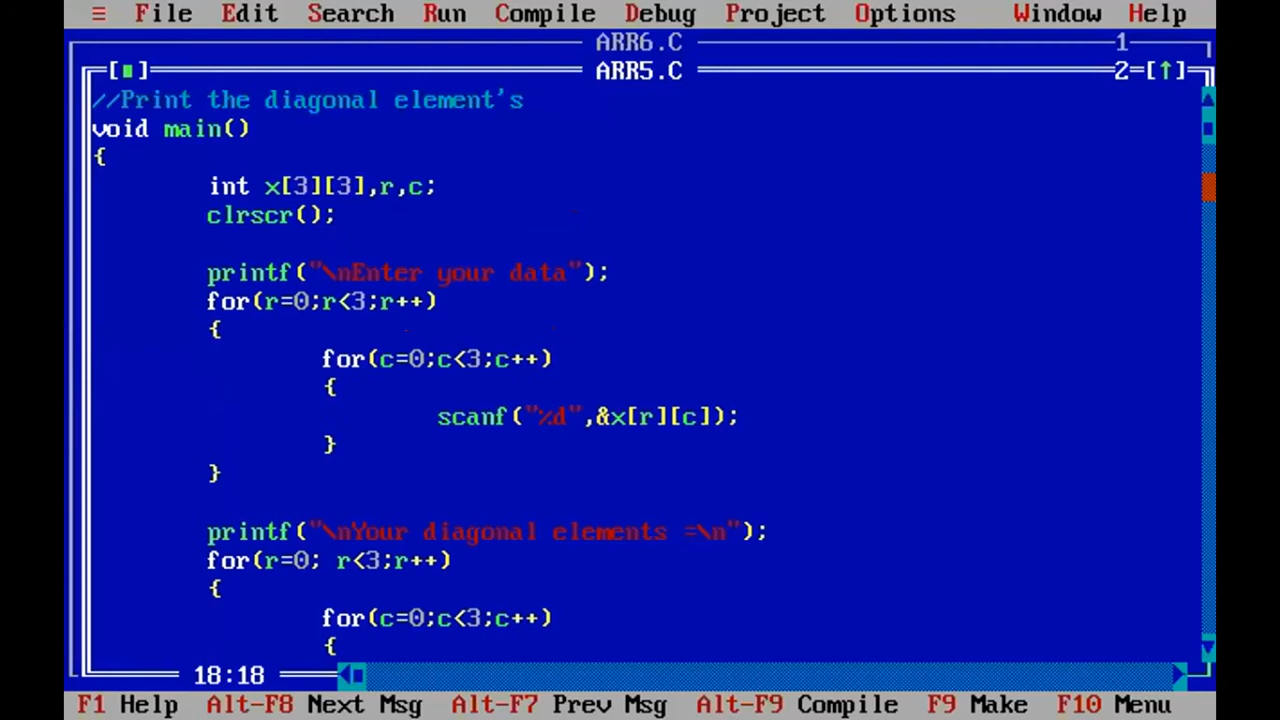 ≡ File Edit Search Run Compile Debug Project Options Window Help
ARR6.C 1
[■] ARR5.C 2=[↑]
//Print the diagonal element's
void main()
{
int x[3][3],r,c;
clrscr();
printf("\nEnter your data");
for(r=0;r<3;r++)
{
for(c=0;c<3;c++)
{
scanf("%d",&x[r][c]);
}
}
printf("\nYour diagonal elements =\n");
for(r=0; r<3;r++)
{
for(c=0;c<3;c++)
{
18:18
F1 Help Alt-F8 Next Msg Alt-F7 Prev Msg Alt-F9 Compile F9 Make F10 Menu